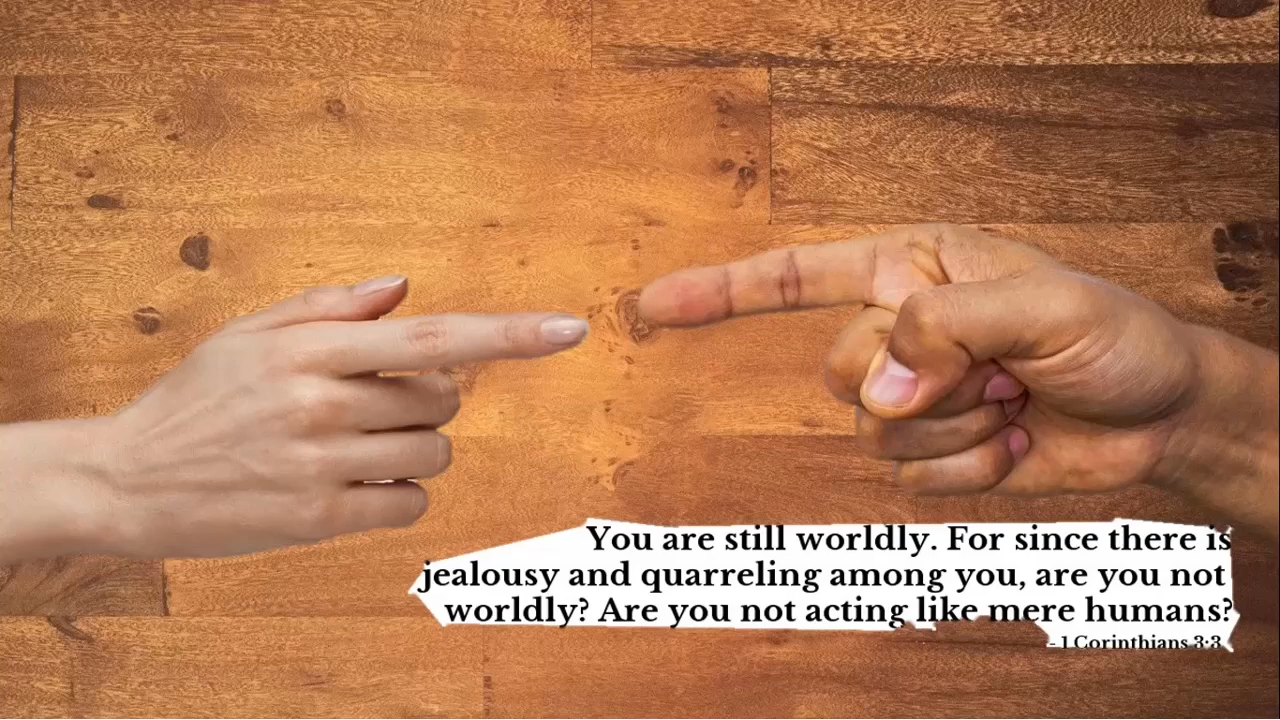 You are still worldly. For since there is
jealousy and quarreling among you, are you not
worldly? Are you not acting like mere humans?
- 1 Corinthians 3:3